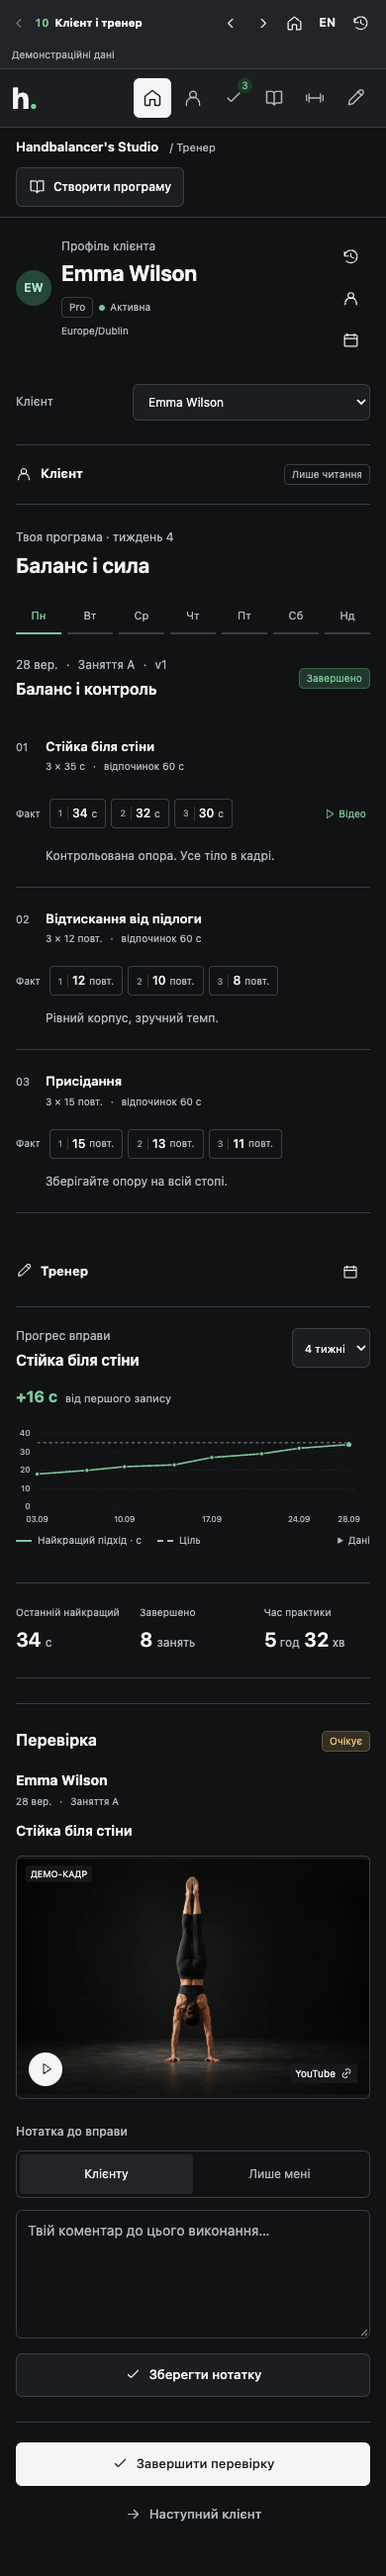 10 Клієнт і тренер EN
Демонстраційні дані
h.
3
Handbalancer's Studio / Тренер
Створити програму
Профіль клієнта
EW
Emma Wilson
Pro Активна
Europe/Dublin
Клієнт Emma Wilson
Клієнт Лише читання
Твоя програма · тиждень 4
Баланс і сила
Пн Вт Ср Чт Пт Сб Нд
28 вер. · Заняття A · v1
Баланс і контроль Завершено
01 Стійка біля стіни
3 × 35 с · відпочинок 60 с
Факт 1 34 с 2 32 с 3 30 с Відео
Контрольована опора. Усе тіло в кадрі.
02 Відтискання від підлоги
3 × 12 повт. · відпочинок 60 с
Факт 1 12 повт. 2 10 повт. 3 8 повт.
Рівний корпус, зручний темп.
03 Присідання
3 × 15 повт. · відпочинок 60 с
Факт 1 15 повт. 2 13 повт. 3 11 повт.
Зберігайте опору на всій стопі.
Тренер
Прогрес вправи
Стійка біля стіни 4 тижні
+16 с від першого запису
40
30
20
10
0
03.09 10.09 17.09 24.09 28.09
Найкращий підхід · с Ціль Дані
Останній найкращий Завершено Час практики
34 с 8 занять 5 год 32 хв
Перевірка Очікує
Emma Wilson
28 вер. · Заняття A
Стійка біля стіни
ДЕМО-КАДР
YouTube
Нотатка до вправи
Клієнту Лише мені
Твій коментар до цього виконання...
Зберегти нотатку
Завершити перевірку
Наступний клієнт